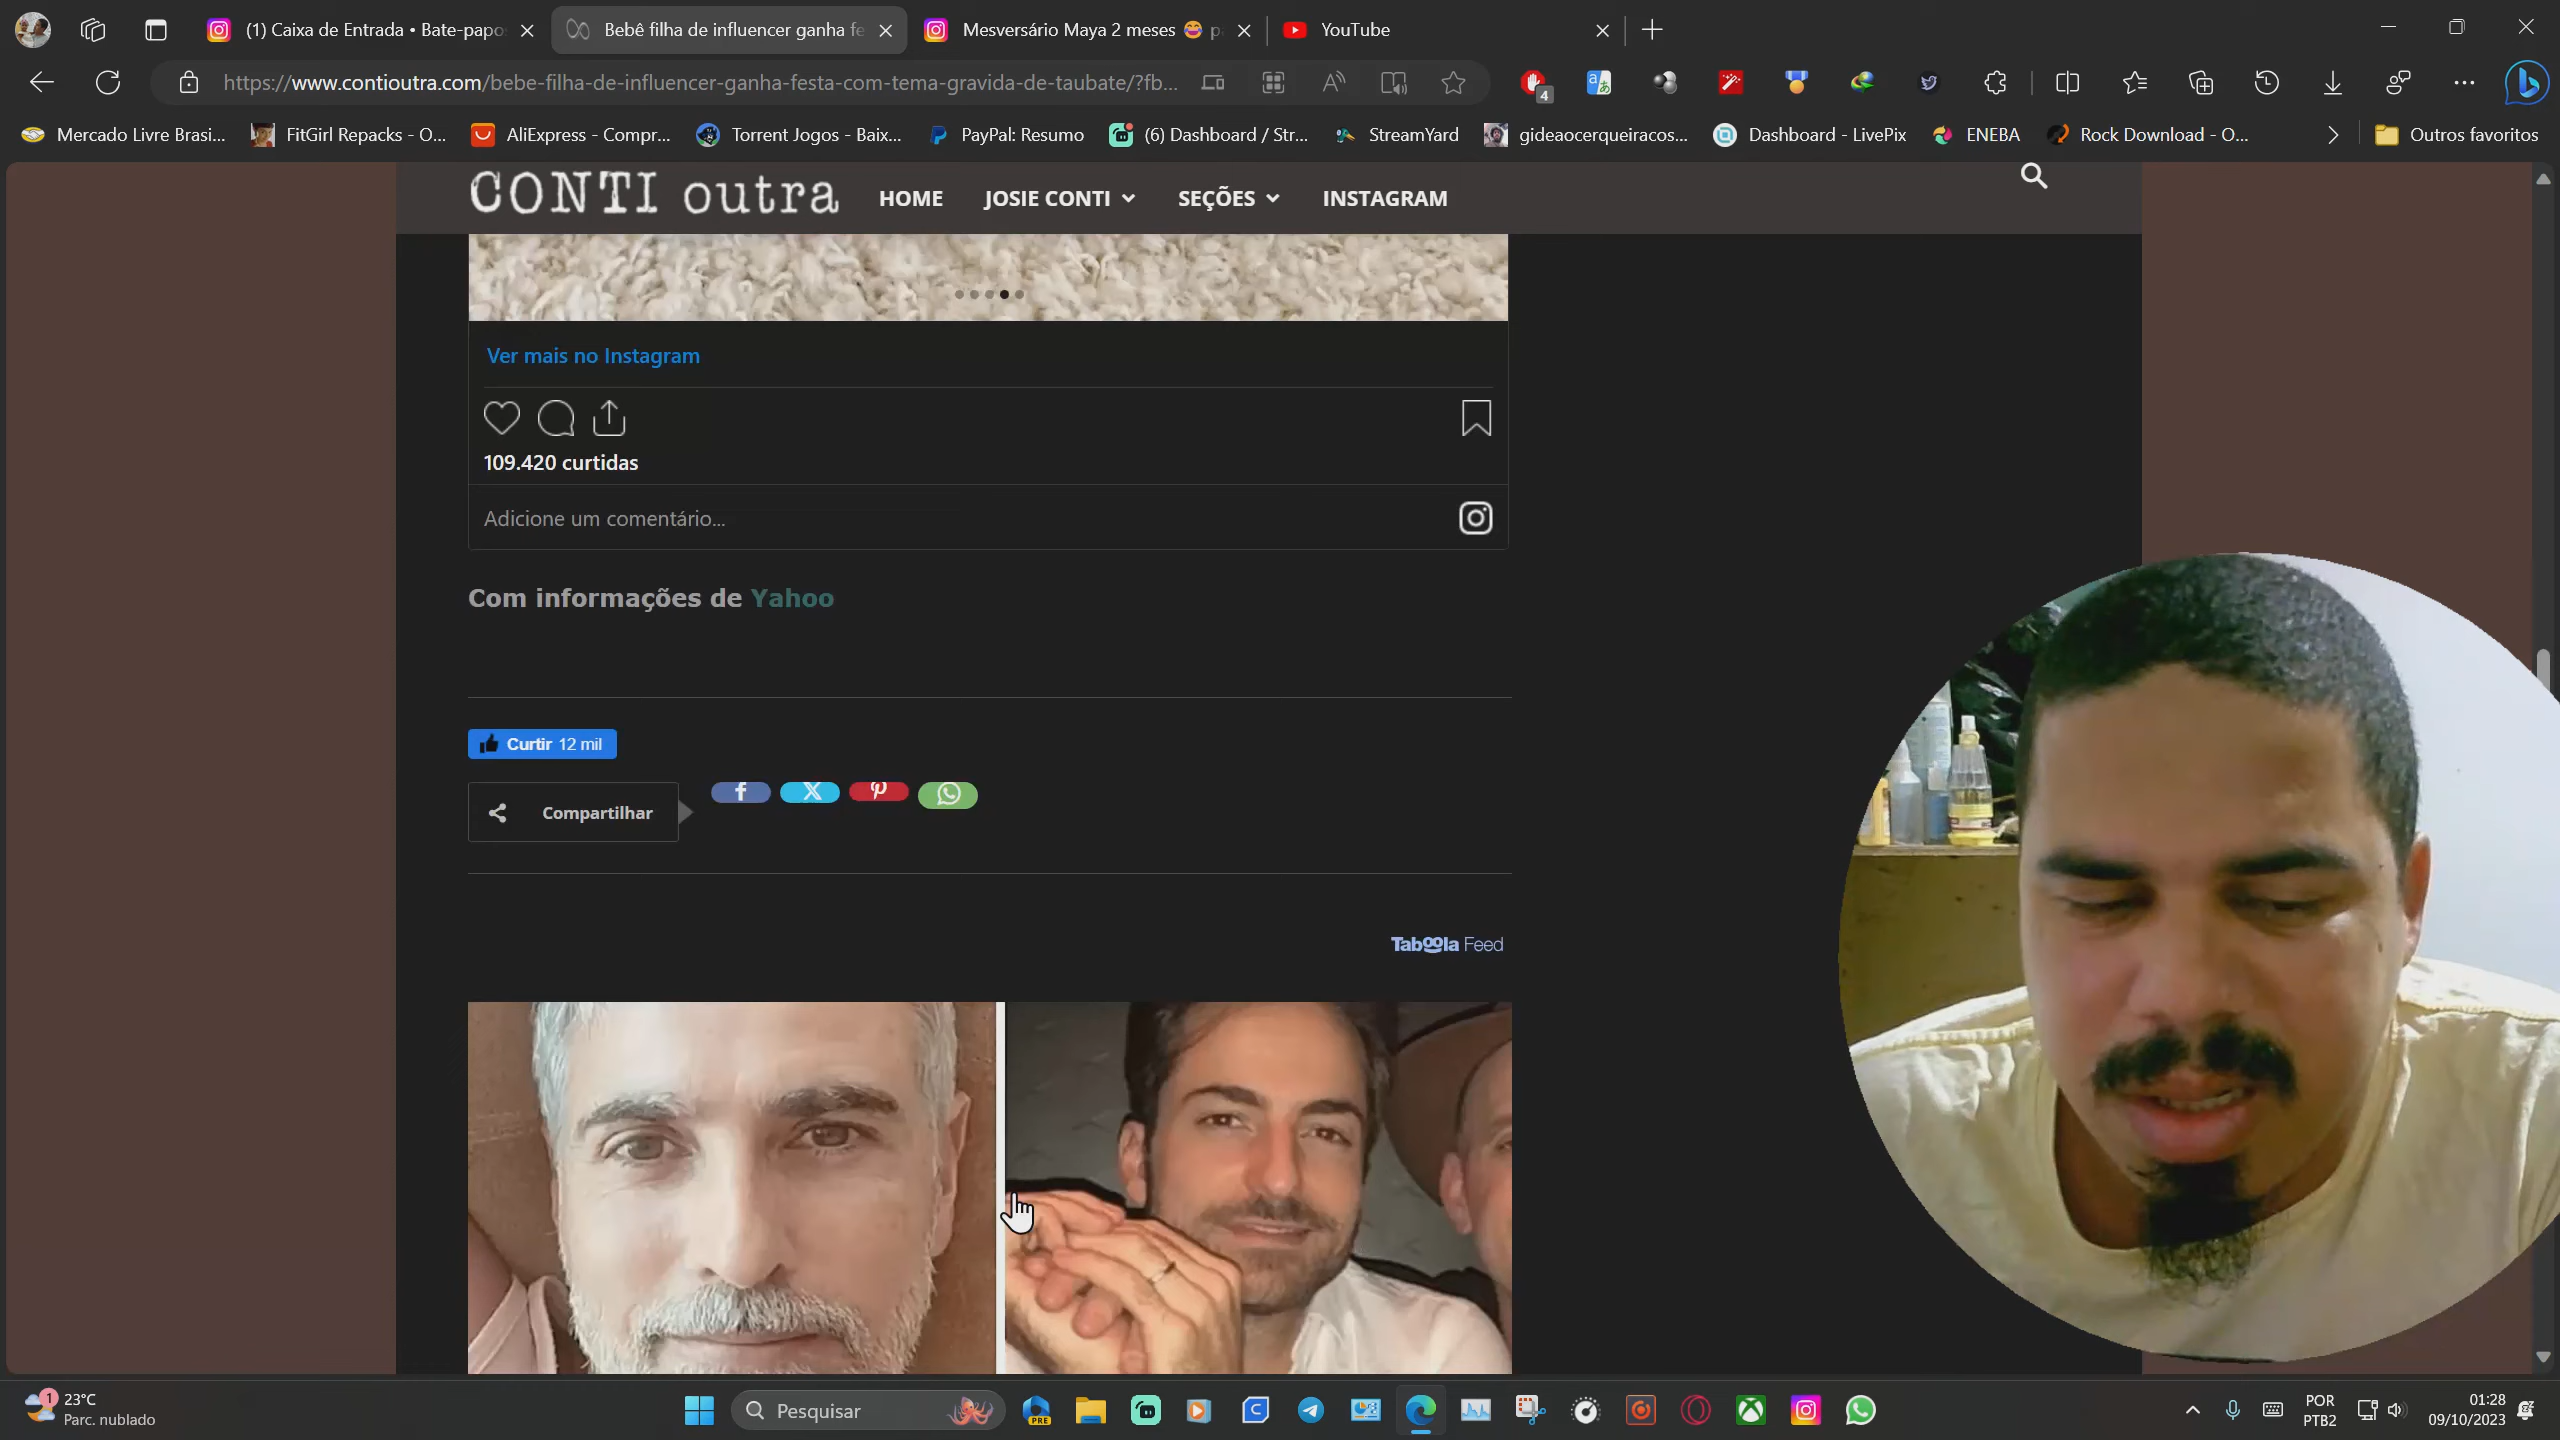 (1) Caixa de Entrada • Bate-papo
Bebê filha de influencer ganha fe
Mesversário Maya 2 meses 😂 p
YouTube
https://www.contioutra.com/bebe-filha-de-influencer-ganha-festa-com-tema-gravida-de-taubate/?fb...
4
Mercado Livre Brasi...
FitGirl Repacks - O...
AliExpress - Compr...
Torrent Jogos - Baix...
PayPal: Resumo
(6) Dashboard / Str...
StreamYard
gideaocerqueiracos...
Dashboard - LivePix
ENEBA
Rock Download - O...
Outros favoritos
CONTI outra
HOME
JOSIE CONTI
SEÇÕES
INSTAGRAM
Ver mais no Instagram
109.420 curtidas
Adicione um comentário...
Com informações de Yahoo
Curtir 12 mil
Compartilhar
Taboola Feed
1
23°C
Parc. nublado
Pesquisar
PRE
POR
PTB2
01:28
09/10/2023